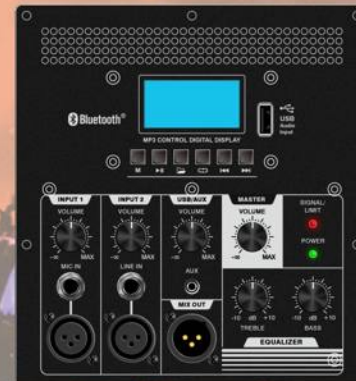 Bluetooth®
USB
Audio
Input
MP3 CONTROL DIGITAL DISPLAY
M
INPUT 1
INPUT 2
USB/AUX
MASTER
SIGNAL/
LIMIT
VOLUME
VOLUME
VOLUME
VOLUME
POWER
-∞ MAX
-∞ MAX
-∞ MAX
-∞ MAX
MIC IN
LINE IN
AUX
MIX OUT
-10 dB +10
-10 dB +10
TREBLE
BASS
EQUALIZER